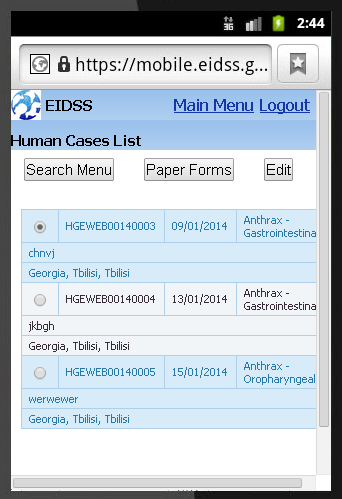 3G 2:44
https://mobile.eidss.g...
EIDSS Main Menu Logout
Human Cases List
Search Menu Paper Forms Edit
HGEWEB00140003 09/01/2014 Anthrax -
Gastrointestina
chnvj
Georgia, Tbilisi, Tbilisi
HGEWEB00140004 13/01/2014 Anthrax -
Gastrointestina
jkbgh
Georgia, Tbilisi, Tbilisi
HGEWEB00140005 15/01/2014 Anthrax -
Oropharyngeal
werwewer
Georgia, Tbilisi, Tbilisi